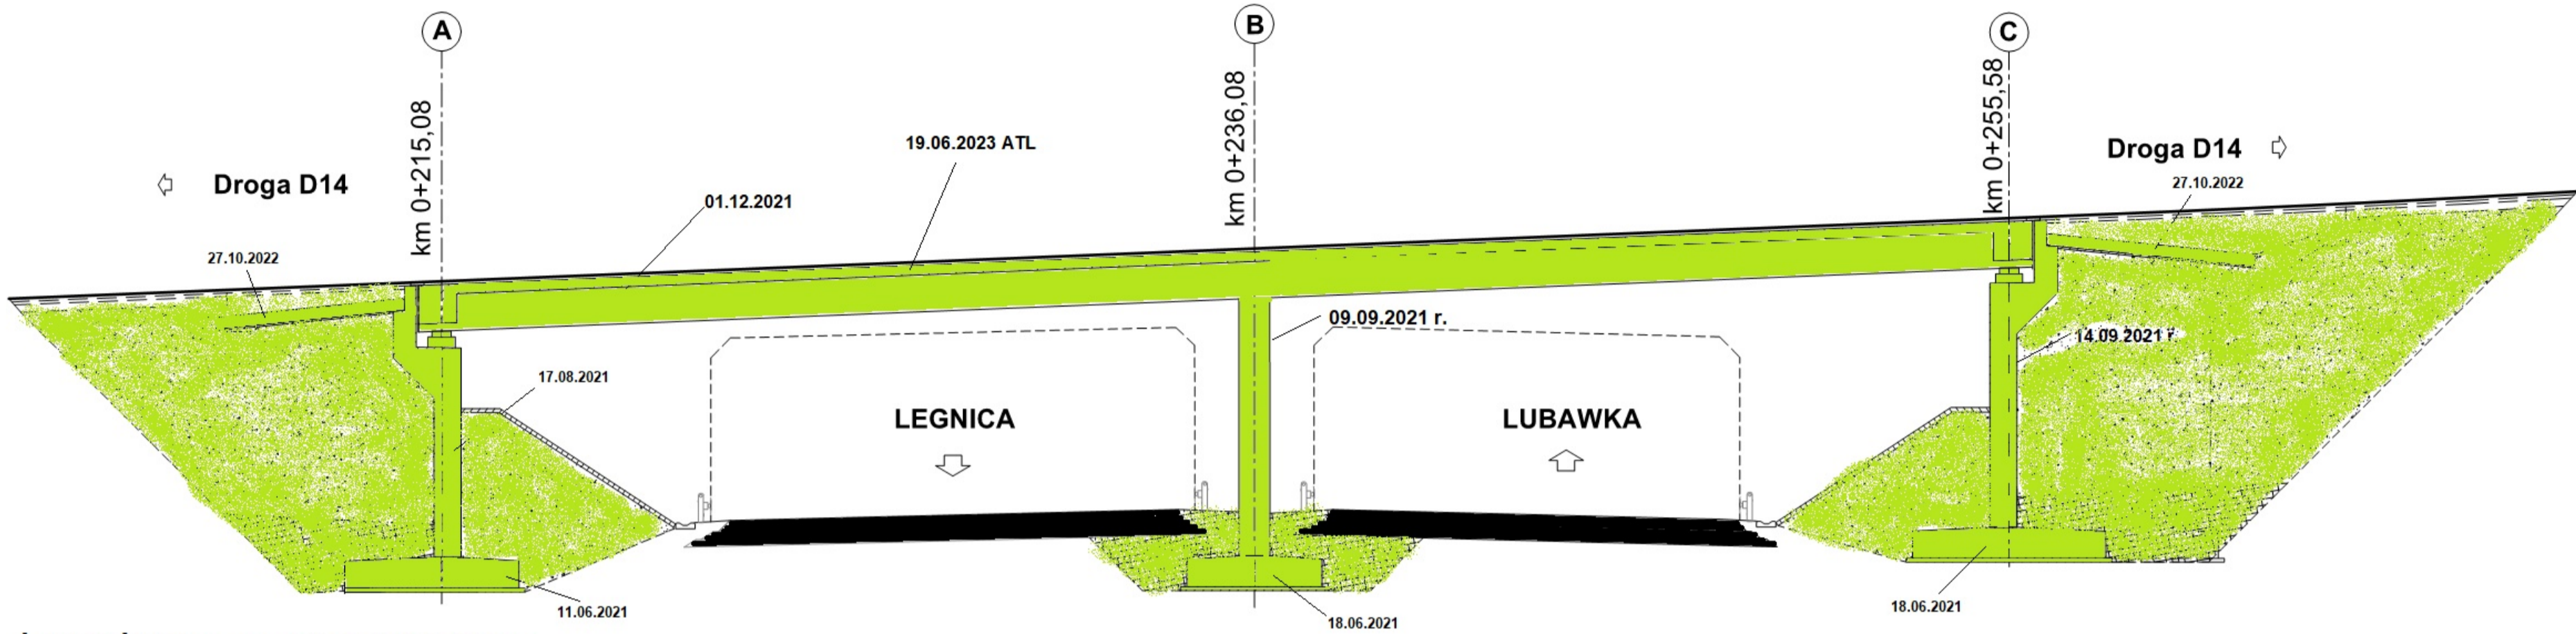 A
B
C
km 0+215,08
km 0+236,08
km 0+255,58
19.06.2023 ATL
Droga D14
Droga D14
27.10.2022
01.12.2021
27.10.2022
09.09.2021 r.
14.09.2021 r.
17.08.2021
LEGNICA
LUBAWKA
11.06.2021
18.06.2021
18.06.2021